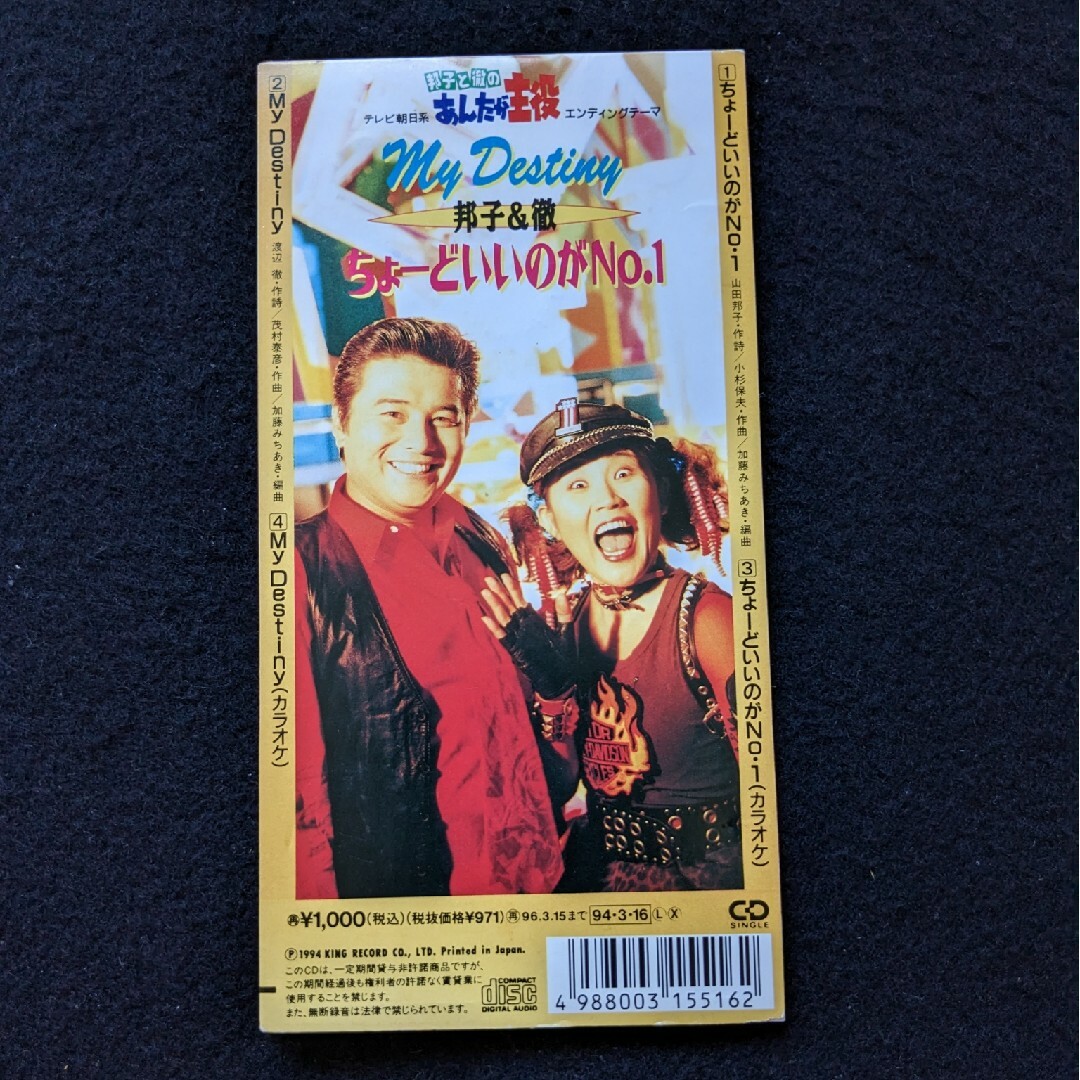 邦子と徹の
テレビ朝日系 あんたが主役 エンディングテーマ
My Destiny
邦子&徹
ちょーどいいのがNo.1
1 ちょーどいいのがNo.1 山田邦子・作詩/小杉保夫・作曲/加藤みちあき・編曲
3 ちょーどいいのがNo.1(カラオケ)
2 My Destiny 渡辺 徹・作詩/茂村泰彦・作曲/加藤みちあき・編曲
4 My Destiny(カラオケ)
再¥1,000(税込)(税抜価格¥971)再96.3.15まで 94・3・16 L X
CD
SINGLE
Ⓟ1994 KING RECORD CO., LTD. Printed in Japan.
このCDは、一定期間貸与非許諾商品ですが、
この期間経過後も権利者の許諾なく賃貸業に
使用することを禁じます。
また、無断録音は法律で禁じられています。
COMPACT
disc
DIGITAL AUDIO
4 988003 155162